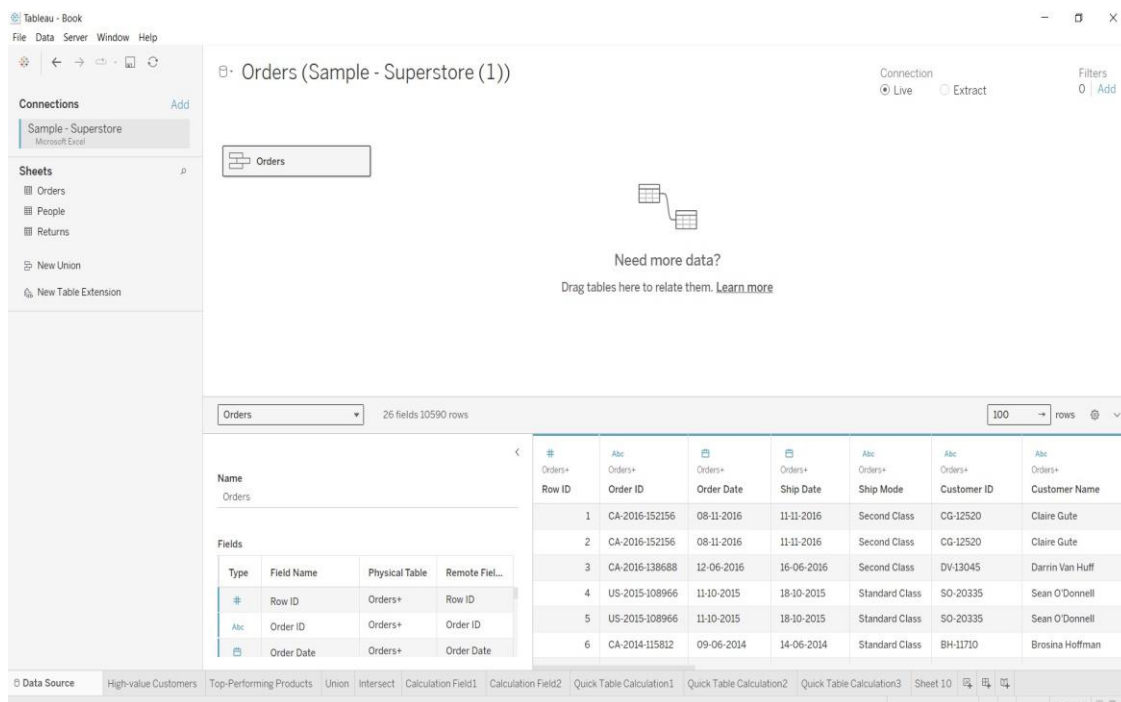 Tableau - Book
File Data Server Window Help
Connections Add
Sample - Superstore
Microsoft Excel
Sheets
Orders
People
Returns
New Union
New Table Extension
Orders (Sample - Superstore (1))
Connection
Live Extract
Filters
0 Add
Orders
Need more data?
Drag tables here to relate them. Learn more
Orders 26 fields 10590 rows 100 rows
Name
Orders
Fields
Type Field Name Physical Table Remote Fiel...
# Row ID Orders+ Row ID
Abc Order ID Orders+ Order ID
Order Date Orders+ Order Date
# Abc Abc Abc Abc
Orders+ Orders+ Orders+ Orders+ Orders+ Orders+ Orders+
Row ID Order ID Order Date Ship Date Ship Mode Customer ID Customer Name
1 CA-2016-152156 08-11-2016 11-11-2016 Second Class CG-12520 Claire Gute
2 CA-2016-152156 08-11-2016 11-11-2016 Second Class CG-12520 Claire Gute
3 CA-2016-138688 12-06-2016 16-06-2016 Second Class DV-13045 Darrin Van Huff
4 US-2015-108966 11-10-2015 18-10-2015 Standard Class SO-20335 Sean O'Donnell
5 US-2015-108966 11-10-2015 18-10-2015 Standard Class SO-20335 Sean O'Donnell
6 CA-2014-115812 09-06-2014 14-06-2014 Standard Class BH-11710 Brosina Hoffman
Data Source High-value Customers Top-Performing Products Union Intersect Calculation Field1 Calculation Field2 Quick Table Calculation1 Quick Table Calculation2 Quick Table Calculation3 Sheet 10